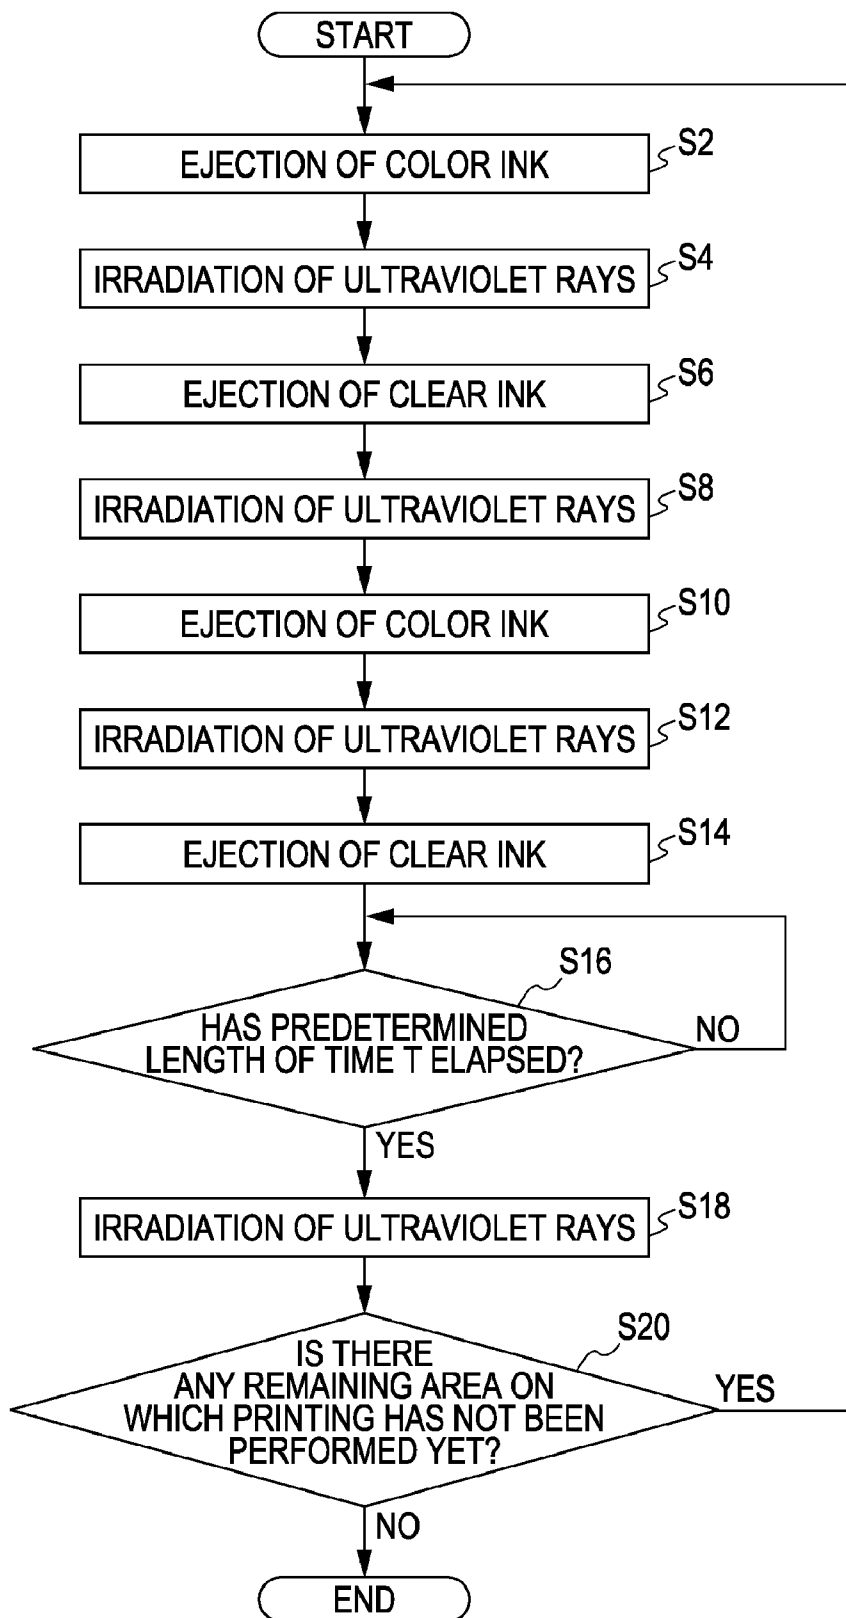 START
EJECTION OF COLOR INK
S2
IRRADIATION OF ULTRAVIOLET RAYS
S4
EJECTION OF CLEAR INK
S6
IRRADIATION OF ULTRAVIOLET RAYS
S8
EJECTION OF COLOR INK
S10
IRRADIATION OF ULTRAVIOLET RAYS
S12
EJECTION OF CLEAR INK
S14
S16
HAS PREDETERMINED
LENGTH OF TIME T ELAPSED?
NO
YES
IRRADIATION OF ULTRAVIOLET RAYS
S18
S20
IS THERE
ANY REMAINING AREA ON
WHICH PRINTING HAS NOT BEEN
PERFORMED YET?
YES
NO
END